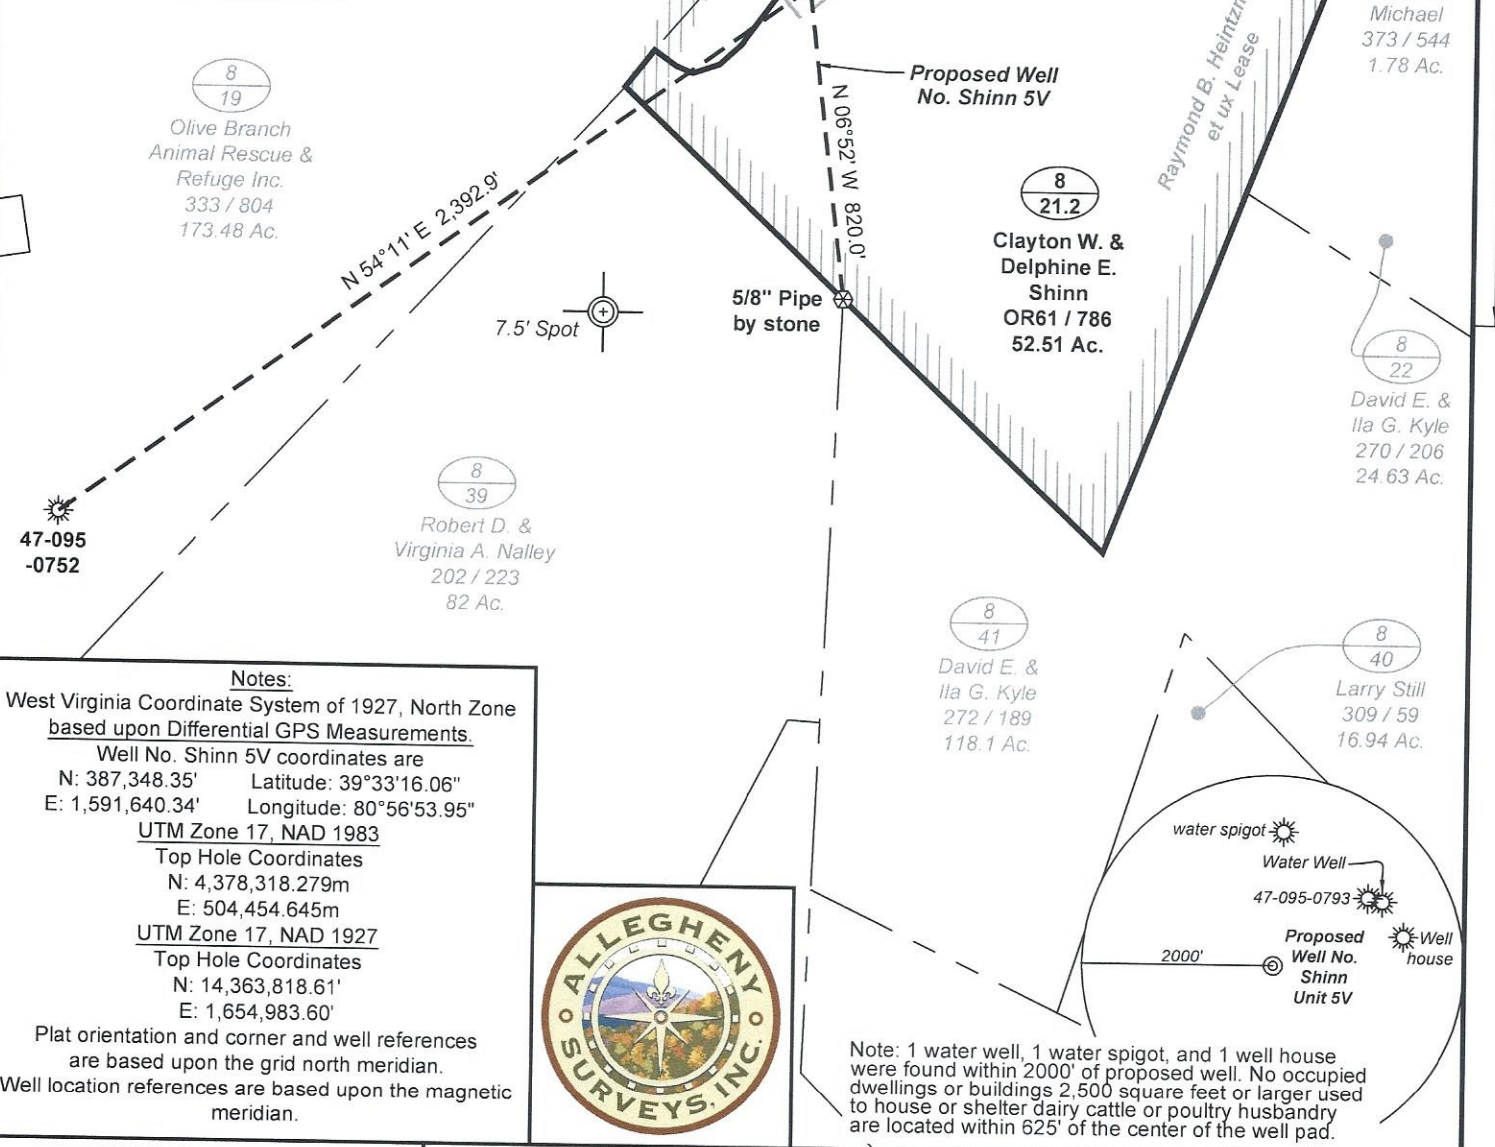 Michael
373 / 544
1.78 Ac.
Raymond B.
et ux Lease
8
19
Olive Branch
Animal Rescue &
Refuge Inc.
333 / 804
173.48 Ac.
Proposed Well
No. Shinn 5V
N 06°52' W 820.0'
8
21.2
Clayton W. &
Delphine E.
Shinn
OR61 / 786
52.51 Ac.
N 54°11' E 2,392.9'
7.5' Spot
5/8" Pipe
by stone
8
22
David E. &
Ila G. Kyle
270 / 206
24.63 Ac.
47-095
-0752
8
39
Robert D. &
Virginia A. Nalley
202 / 223
82 Ac.
8
41
David E. &
Ila G. Kyle
272 / 189
118.1 Ac.
8
40
Larry Still
309 / 59
16.94 Ac.
Notes:
West Virginia Coordinate System of 1927, North Zone
based upon Differential GPS Measurements.
Well No. Shinn 5V coordinates are
N: 387,348.35' Latitude: 39°33'16.06"
E: 1,591,640.34' Longitude: 80°56'53.95"
UTM Zone 17, NAD 1983
Top Hole Coordinates
N: 4,378,318.279m
E: 504,454.645m
UTM Zone 17, NAD 1927
Top Hole Coordinates
N: 14,363,818.61'
E: 1,654,983.60'
Plat orientation and corner and well references
are based upon the grid north meridian.
Well location references are based upon the magnetic
meridian.
ALLEGHENY
SURVEYS, INC.
water spigot
Water Well
47-095-0793
Well
house
Proposed
Well No.
Shinn
Unit 5V
2000'
Note: 1 water well, 1 water spigot, and 1 well house
were found within 2000' of proposed well. No occupied
dwellings or buildings 2,500 square feet or larger used
to house or shelter dairy cattle or poultry husbandry
are located within 625' of the center of the well pad.